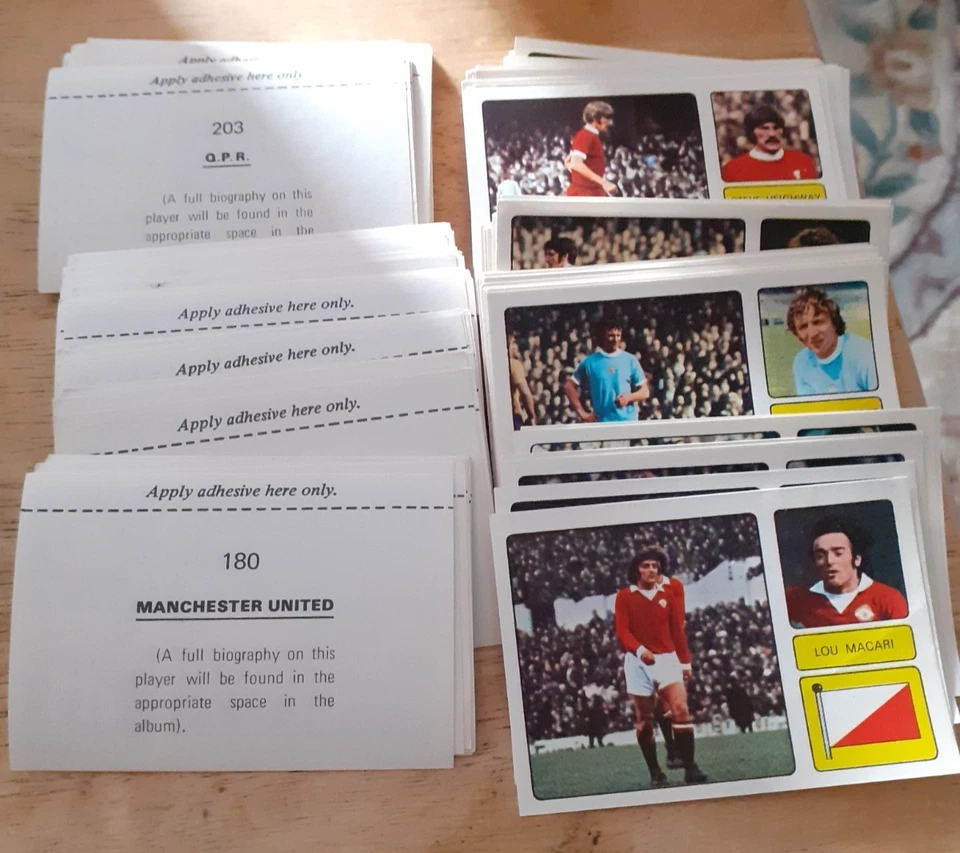 Apply adhesive here only
203
Q.P.R.
(A full biography on this
player will be found in the
appropriate space in the
Apply adhesive here only.
Apply adhesive here only.
Apply adhesive here only.
Apply adhesive here only.
180
MANCHESTER UNITED
(A full biography on this
player will be found in the
appropriate space in the
album).
STEVE HEIGHWAY
LOU MACARI